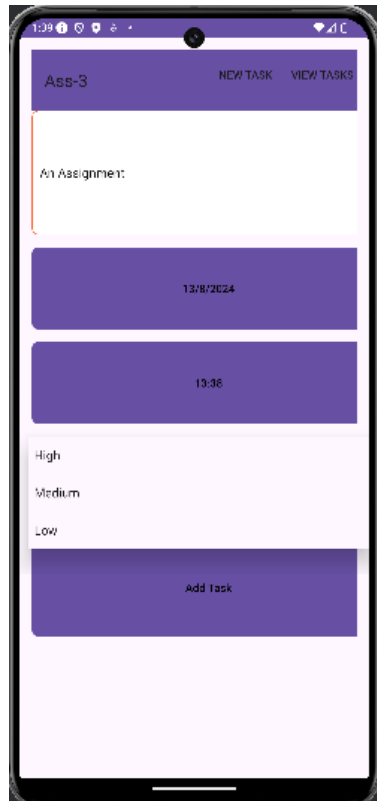 1:39
Ass-3 NEW TASK VIEW TASKS
An Assignment
13/8/2024
13:38
High
Medium
Low
Add Task